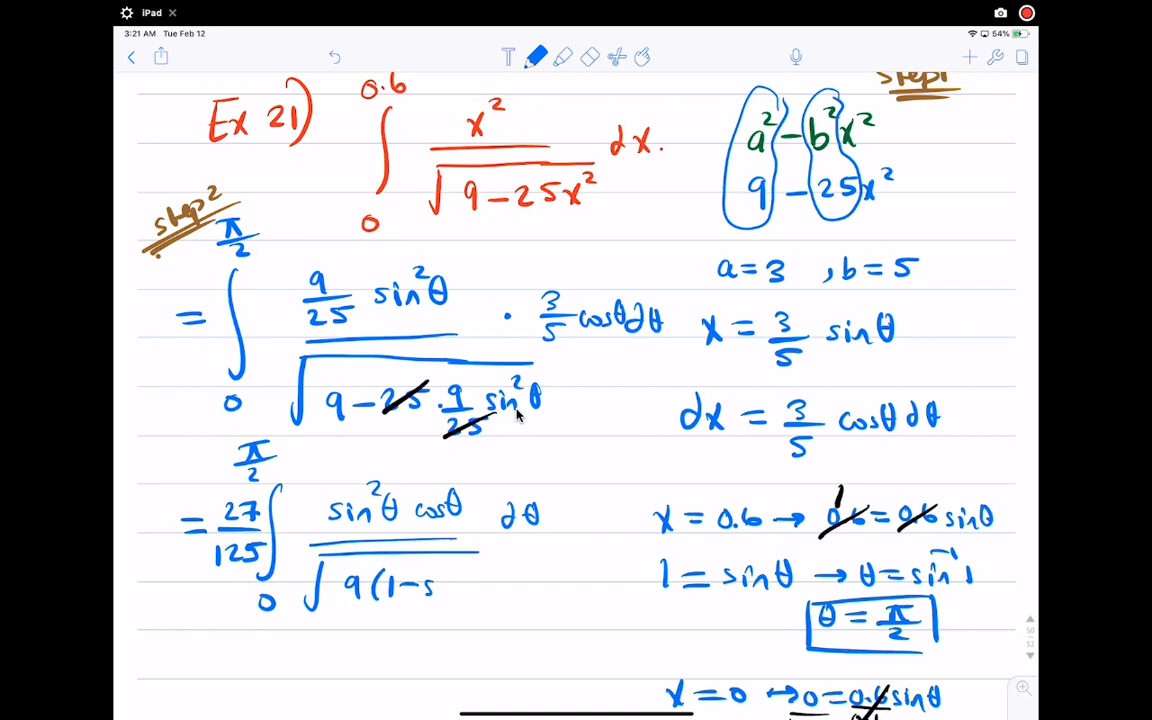 iPad
3:21 AM Tue Feb 12
54%
T
step1
Ex 21) ∫₀^0.6 x² / √(9 − 25x²) dx.
a² − b²x²
9 − 25x²
a = 3 , b = 5
x = 3/5 sinθ
dx = 3/5 cosθ dθ
x = 0.6 → 0.6 = 0.6 sinθ
1
1 = sinθ → θ = sin⁻¹ 1
θ = π/2
x = 0 → 0 = 0.6 sinθ
step2
= ∫₀^(π/2) (9/25 sin²θ) / √(9 − 25 · 9/25 sin²θ) · 3/5 cosθ dθ
= 27/125 ∫₀^(π/2) (sin²θ cosθ) / √(9(1−s dθ
50
53